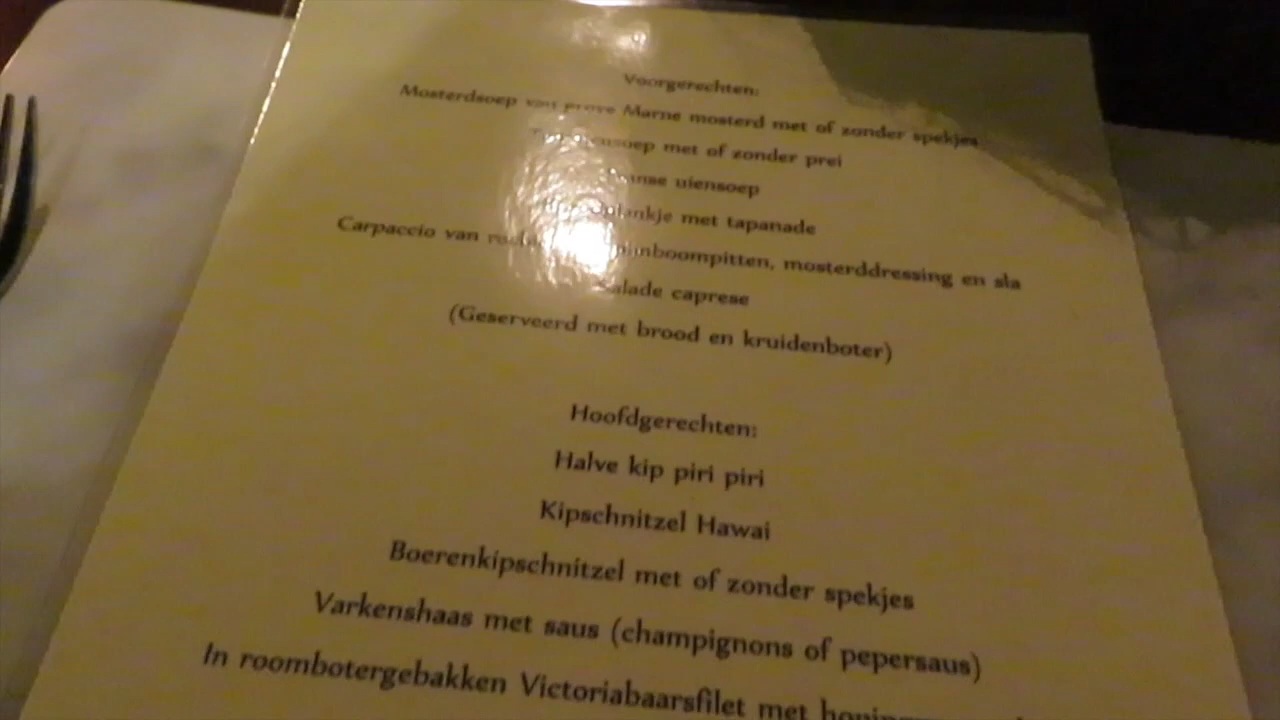 Voorgerechten:
Mosterdsoep van grove Marne mosterd met of zonder spekjes
met of zonder prei
uiensoep
met tapanade
Carpaccio van mosterddressing en sla
caprese
(Geserveerd met brood en kruidenboter)
Hoofdgerechten:
Halve kip piri piri
Kipschnitzel Hawai
Boerenkipschnitzel met of zonder spekjes
Varkenshaas met saus (champignons of pepersaus)
In roombotergebakken Victoriabaarsfilet met